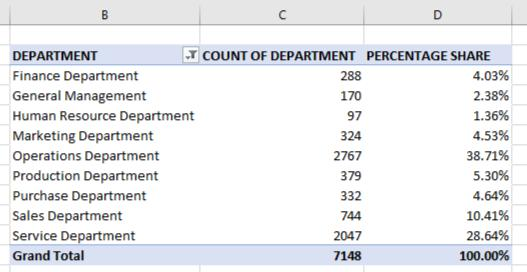 B C D
DEPARTMENT COUNT OF DEPARTMENT PERCENTAGE SHARE
Finance Department 288 4.03%
General Management 170 2.38%
Human Resource Department 97 1.36%
Marketing Department 324 4.53%
Operations Department 2767 38.71%
Production Department 379 5.30%
Purchase Department 332 4.64%
Sales Department 744 10.41%
Service Department 2047 28.64%
Grand Total 7148 100.00%